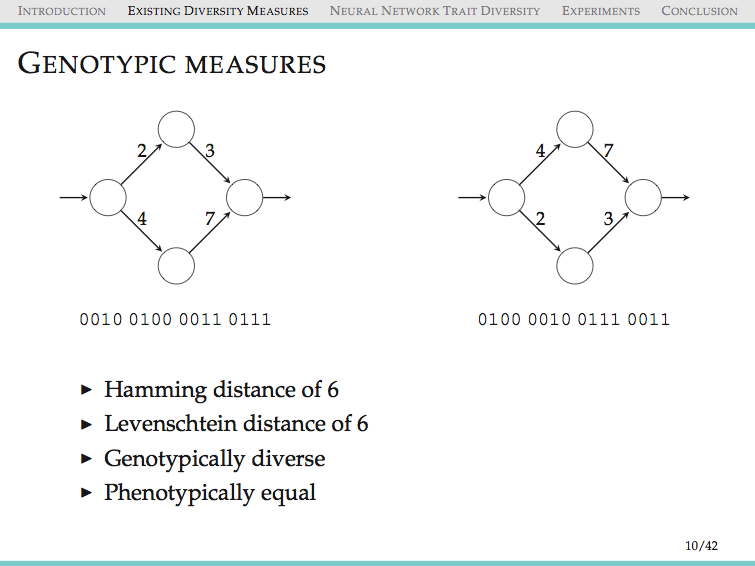 INTRODUCTION EXISTING DIVERSITY MEASURES NEURAL NETWORK TRAIT DIVERSITY EXPERIMENTS CONCLUSION
GENOTYPIC MEASURES
2 3
4 7
4 7
2 3
0010 0100 0011 0111
0100 0010 0111 0011
▶ Hamming distance of 6
▶ Levenschtein distance of 6
▶ Genotypically diverse
▶ Phenotypically equal
10/42